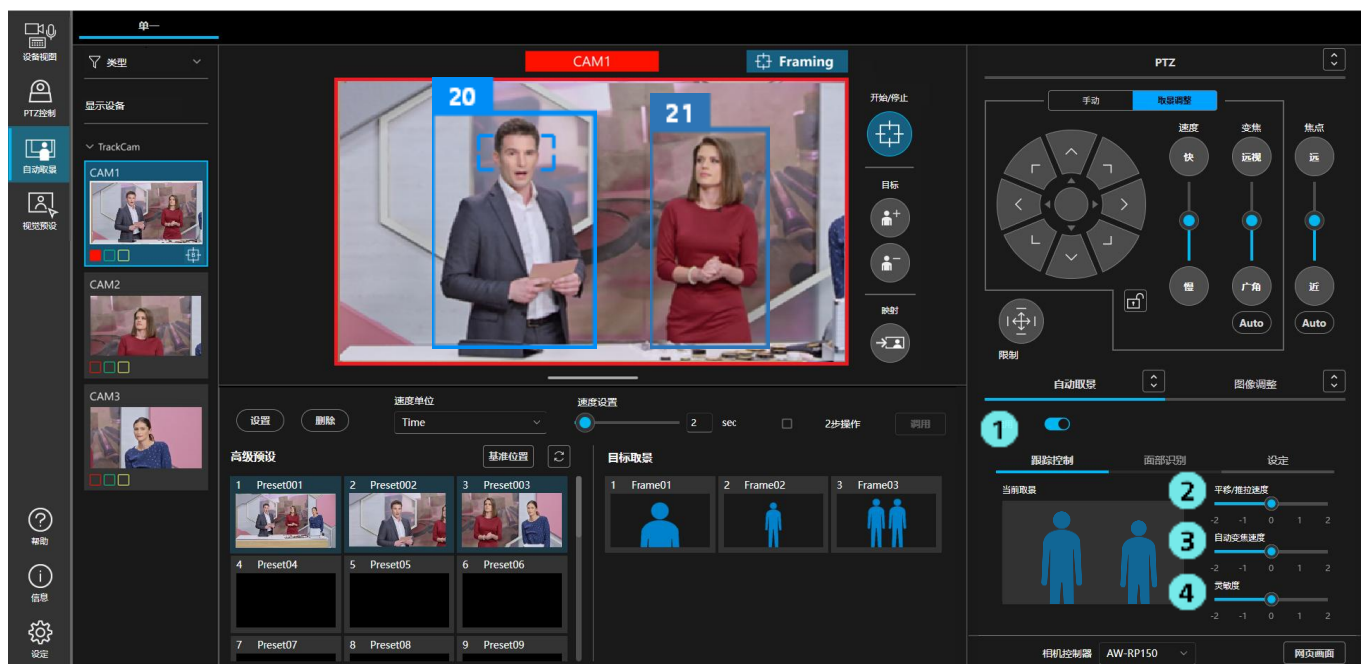 单一
设备视图
PTZ控制
自动取景
视觉预设
帮助
信息
设定
类型
显示设备
TrackCam
CAM1
CAM2
CAM3
CAM1
Framing
20
21
开始/停止
目标
映射
设置
删除
速度单位
Time
速度设置
2 sec
2步操作
调用
高级预设
基准位置
1 Preset001
2 Preset002
3 Preset003
4 Preset04
5 Preset05
6 Preset06
7 Preset07
8 Preset08
9 Preset09
目标取景
1 Frame01
2 Frame02
3 Frame03
PTZ
手动
取景调整
速度
变焦
焦点
快
远视
远
慢
广角
近
Auto
Auto
限制
自动取景
图像调整
1
跟踪控制
面部识别
设定
当前取景
2
平移/推拉速度
-2 -1 0 1 2
3
自动变焦速度
-2 -1 0 1 2
4
灵敏度
-2 -1 0 1 2
相机控制器
AW-RP150
网页画面